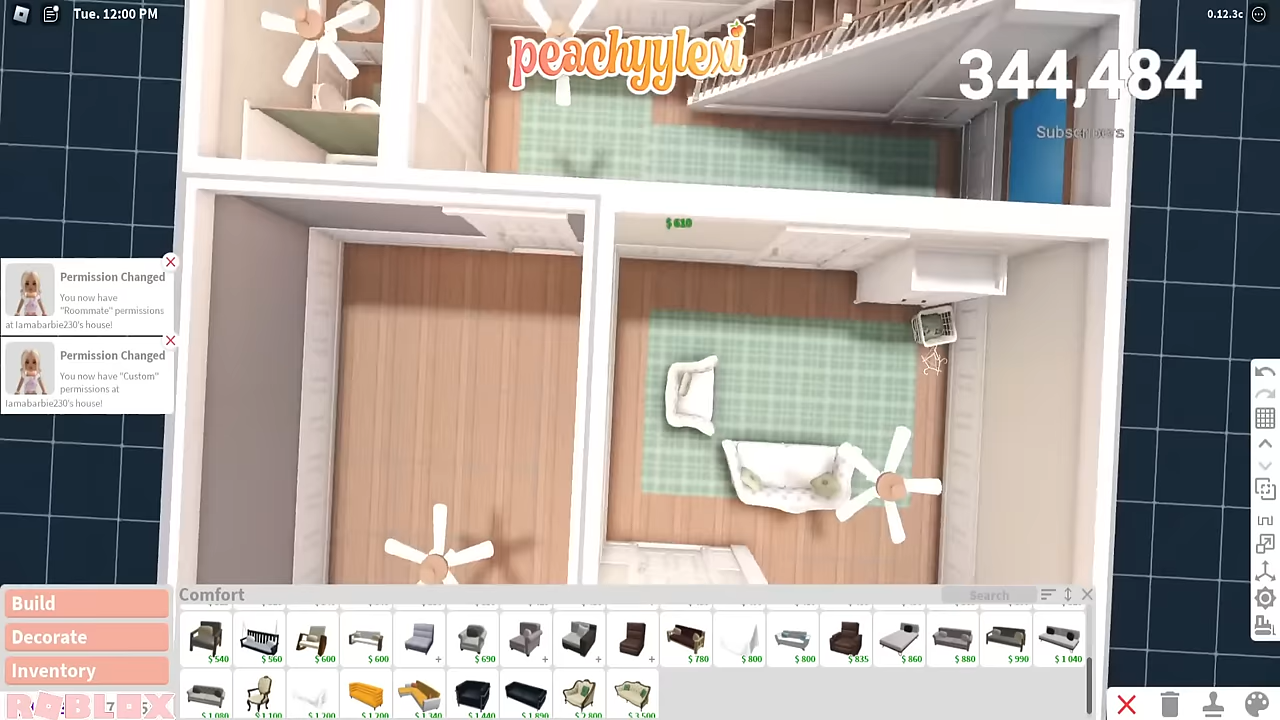 Tue. 12:00 PM
peachyylexi
0.12.3c
344,484
Subscribers
$ 610
Permission Changed
You now have
"Roommate" permissions
at Iamabarbie230's house!
Permission Changed
You now have "Custom"
permissions at
Iamabarbie230's house!
Build
Decorate
Inventory
ROBLOX
Comfort
Search
$ 540
$ 560
$ 600
$ 600
$ 690
$ 780
$ 800
$ 800
$ 835
$ 860
$ 880
$ 990
$ 1 040
$ 1 080
$ 1 100
$ 1 200
$ 1 200
$ 1 340
$ 1 440
$ 1 890
$ 2 800
$ 3 500